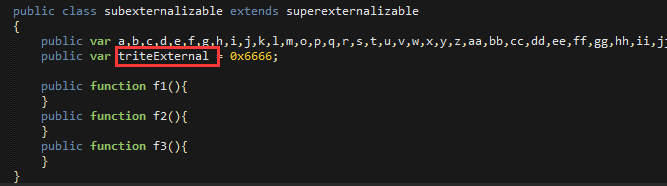 public class subexternalizable extends superexternalizable
{
public var a,b,c,d,e,f,g,h,i,j,k,l,m,o,p,q,r,s,t,u,v,w,x,y,z,aa,bb,cc,dd,ee,ff,gg,hh,ii,j
public var triteExternal = 0x6666;
public function f1(){
}
public function f2(){
}
public function f3(){
}
}